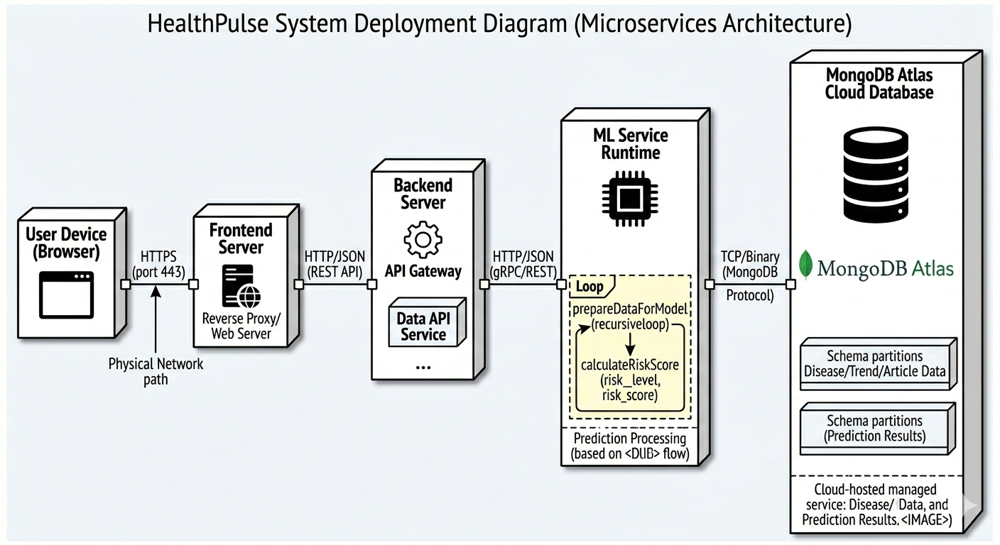 HealthPulse System Deployment Diagram (Microservices Architecture)
User Device
(Browser)
HTTPS
(port 443)
Physical Network
path
Frontend
Server
Reverse Proxy/
Web Server
HTTP/JSON
(REST API)
Backend
Server
API Gateway
Data API
Service
...
HTTP/JSON
(gRPC/REST)
ML Service
Runtime
Loop
prepareDataForModel
(recursiveloop)
calculateRiskScore
(risk_level,
risk_score)
Prediction Processing
(based on <DUB> flow)
TCP/Binary
(MongoDB
Protocol)
MongoDB Atlas
Cloud Database
MongoDB Atlas
Schema partitions
Disease/Trend/Article Data
Schema partitions
(Prediction Results)
Cloud-hosted managed
service: Disease/ Data, and
Prediction Results.<IMAGE>)